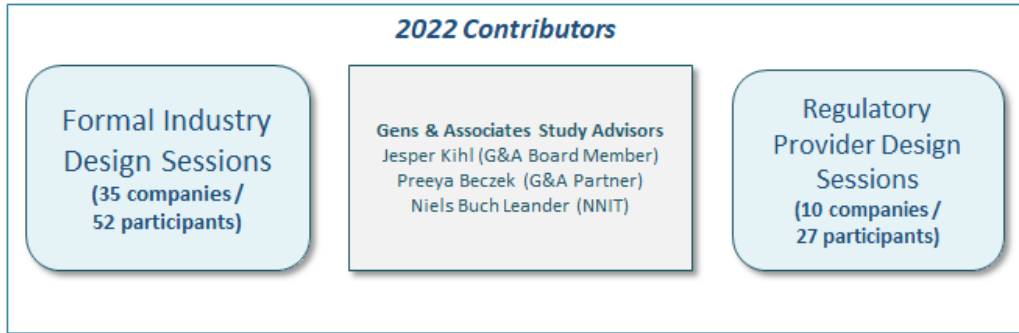 2022 Contributors
Formal Industry
Design Sessions
(35 companies /
52 participants)
Gens & Associates Study Advisors
Jesper Kihl (G&A Board Member)
Preeya Beczek (G&A Partner)
Niels Buch Leander (NNIT)
Regulatory
Provider Design
Sessions
(10 companies /
27 participants)